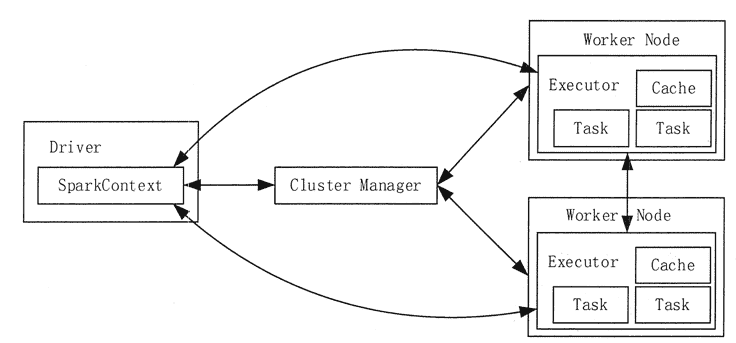 Driver
SparkContext
Cluster Manager
Worker Node
Executor
Cache
Task
Task
Worker Node
Executor
Cache
Task
Task